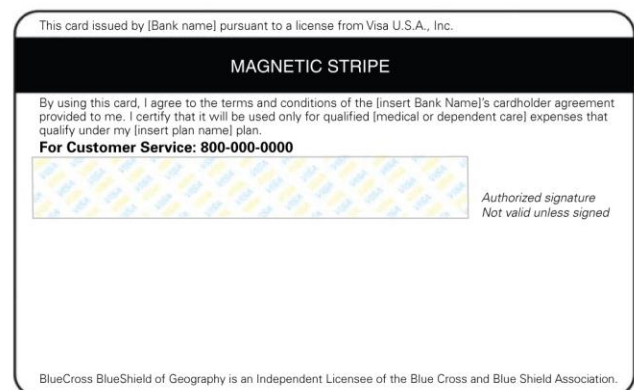 This card issued by [Bank name] pursuant to a license from Visa U.S.A., Inc.
MAGNETIC STRIPE
By using this card, I agree to the terms and conditions of the [insert Bank Name]'s cardholder agreement
provided to me. I certify that it will be used only for qualified [medical or dependent care] expenses that
qualify under my [insert plan name] plan.
For Customer Service: 800-000-0000
VISA
Authorized signature
Not valid unless signed
BlueCross BlueShield of Geography is an Independent Licensee of the Blue Cross and Blue Shield Association.